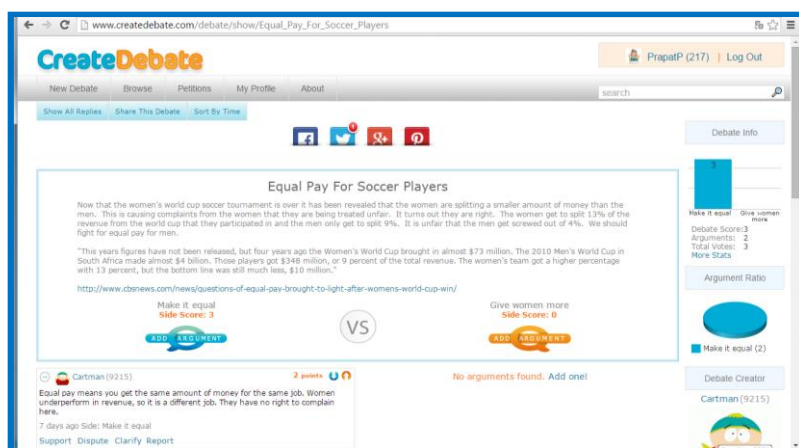 www.createdebate.com/debate/show/Equal_Pay_For_Soccer_Players
CreateDebate
PrapatP (217) | Log Out
New Debate Browse Petitions My Profile About
search
Show All Replies Share This Debate Sort By Time
1
Equal Pay For Soccer Players
Now that the women's world cup soccer tournament is over it has been revealed that the women are splitting a smaller amount of money than the
men. This is causing complaints from the women that they are being treated unfair. It turns out they are right. The women get to split 13% of the
revenue from the world cup that they participated in and the men only get to split 9%. It is unfair that the men get screwed out of 4%. We should
fight for equal pay for men.
"This years figures have not been released, but four years ago the Women's World Cup brought in almost $73 million. The 2010 Men's World Cup in
South Africa made almost $4 billion. Those players got $348 million, or 9 percent of the total revenue. The women's team got a higher percentage
with 13 percent, but the bottom line was still much less, $10 million."
http://www.cbsnews.com/news/questions-of-equal-pay-brought-to-light-after-womens-world-cup-win/
Make it equal
Side Score: 3
ADD ARGUMENT
VS
Give women more
Side Score: 0
ADD ARGUMENT
Cartman (9215) 2 points
Equal pay means you get the same amount of money for the same job. Women
underperform in revenue, so it is a different job. They have no right to complain
here.
7 days ago Side: Make it equal
Support Dispute Clarify Report
No arguments found. Add one!
Debate Info
3
Make it equal Give women
more
Debate Score:3
Arguments: 2
Total Votes: 3
More Stats
Argument Ratio
Make it equal (2)
Debate Creator
Cartman (9215)